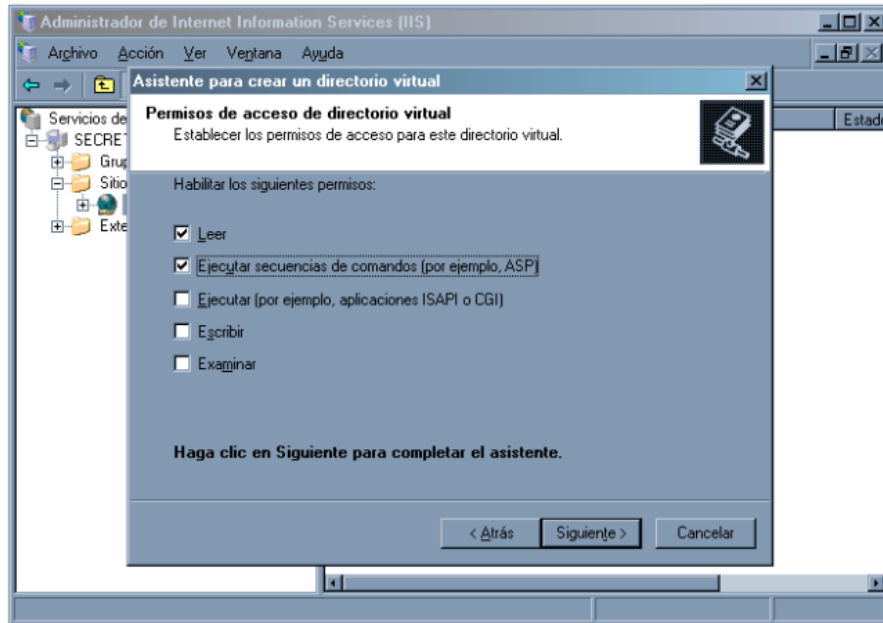 Administrador de Internet Information Services (IIS)
Archivo Acción Ver Ventana Ayuda
Asistente para crear un directorio virtual
Permisos de acceso de directorio virtual
Establecer los permisos de acceso para este directorio virtual.
Servicios de
SECRET
Grup
Sitio
Exte
Estado
Habilitar los siguientes permisos:
Leer
Ejecutar secuencias de comandos (por ejemplo, ASP)
Ejecutar (por ejemplo, aplicaciones ISAPI o CGI)
Escribir
Examinar
Haga clic en Siguiente para completar el asistente.
< Atrás Siguiente > Cancelar